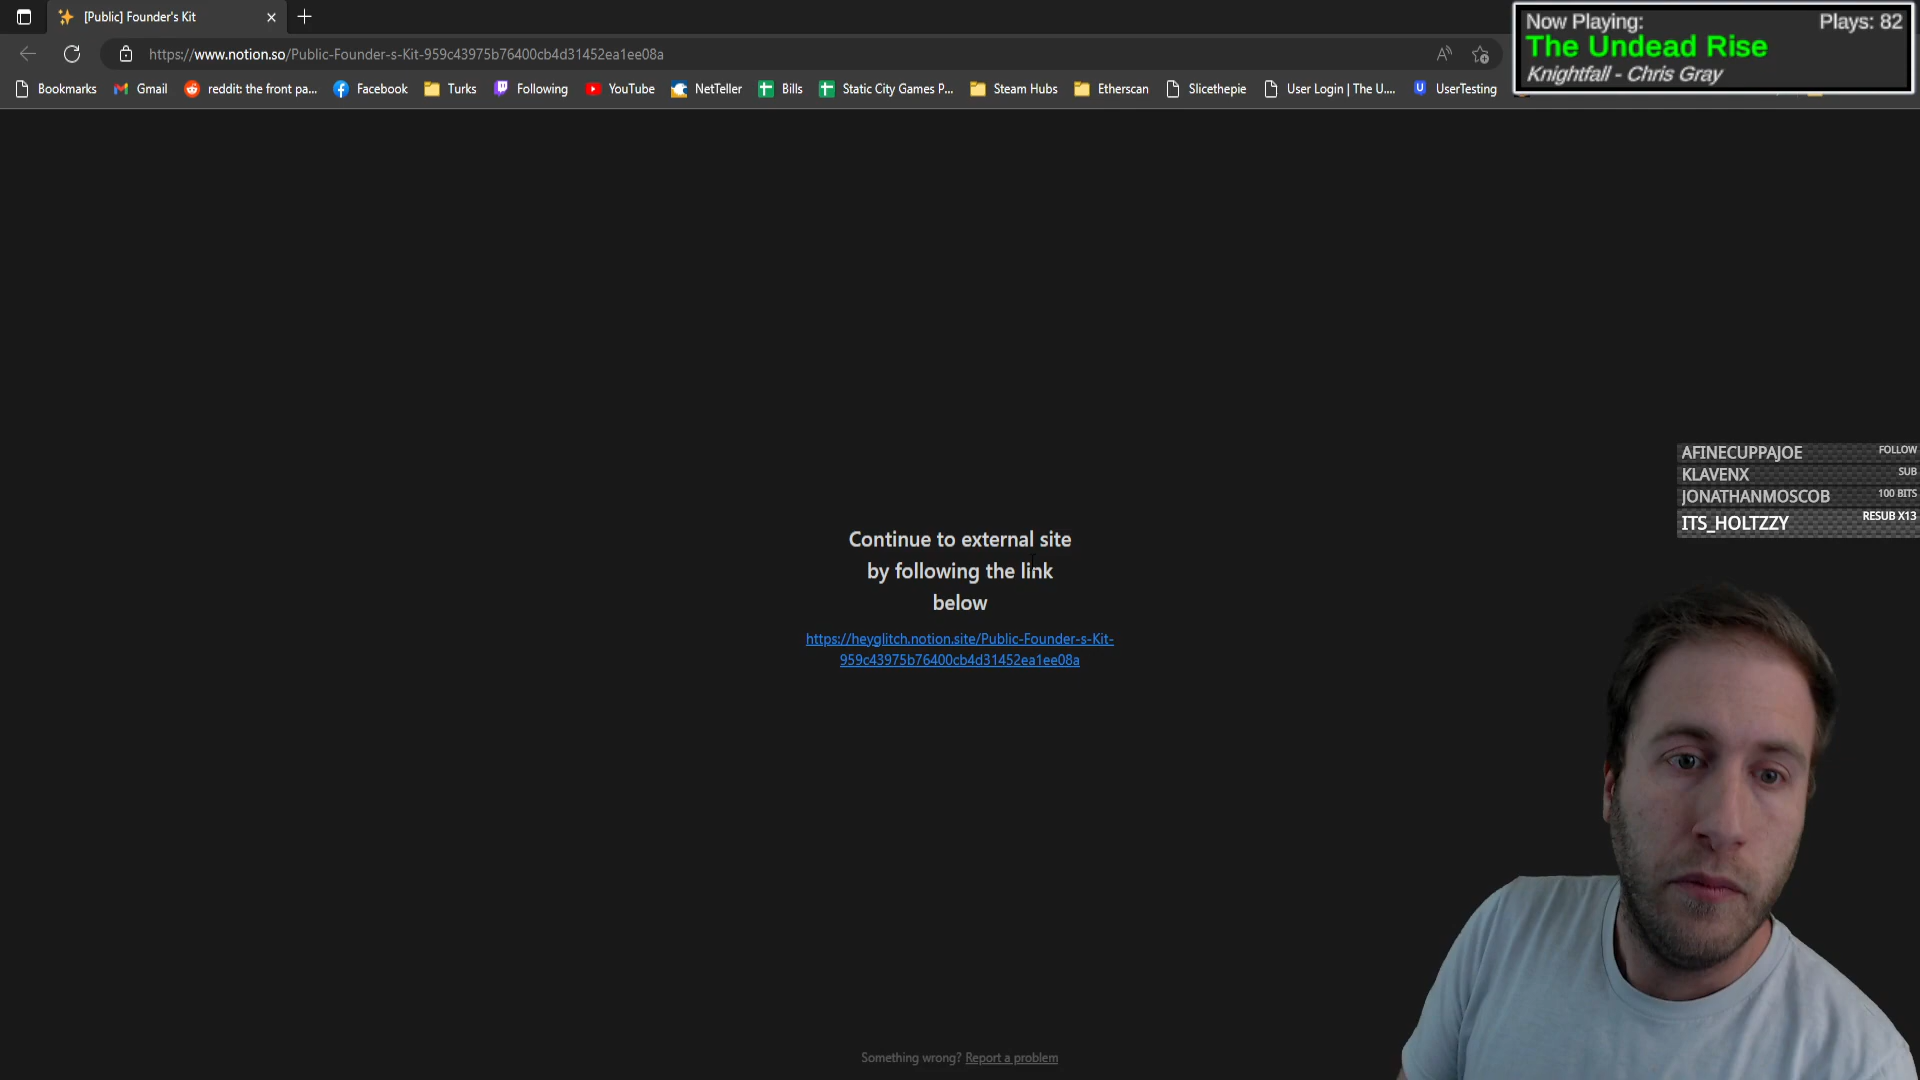 [Public] Founder's Kit
Now Playing:
Plays: 82
The Undead Rise
Knightfall - Chris Gray
https://www.notion.so/Public-Founder-s-Kit-959c43975b76400cb4d31452ea1ee08a
Bookmarks
Gmail
reddit: the front pa...
Facebook
Turks
Following
YouTube
NetTeller
Bills
Static City Games P...
Steam Hubs
Etherscan
Slicethepie
User Login | The U....
UserTesting
AFINECUPPAJOE FOLLOW
KLAVENX SUB
JONATHANMOSCOB 100 BITS
ITS_HOLTZZY RESUB X13
Continue to external site
by following the link
below
https://heyglitch.notion.site/Public-Founder-s-Kit-
959c43975b76400cb4d31452ea1ee08a
Something wrong? Report a problem